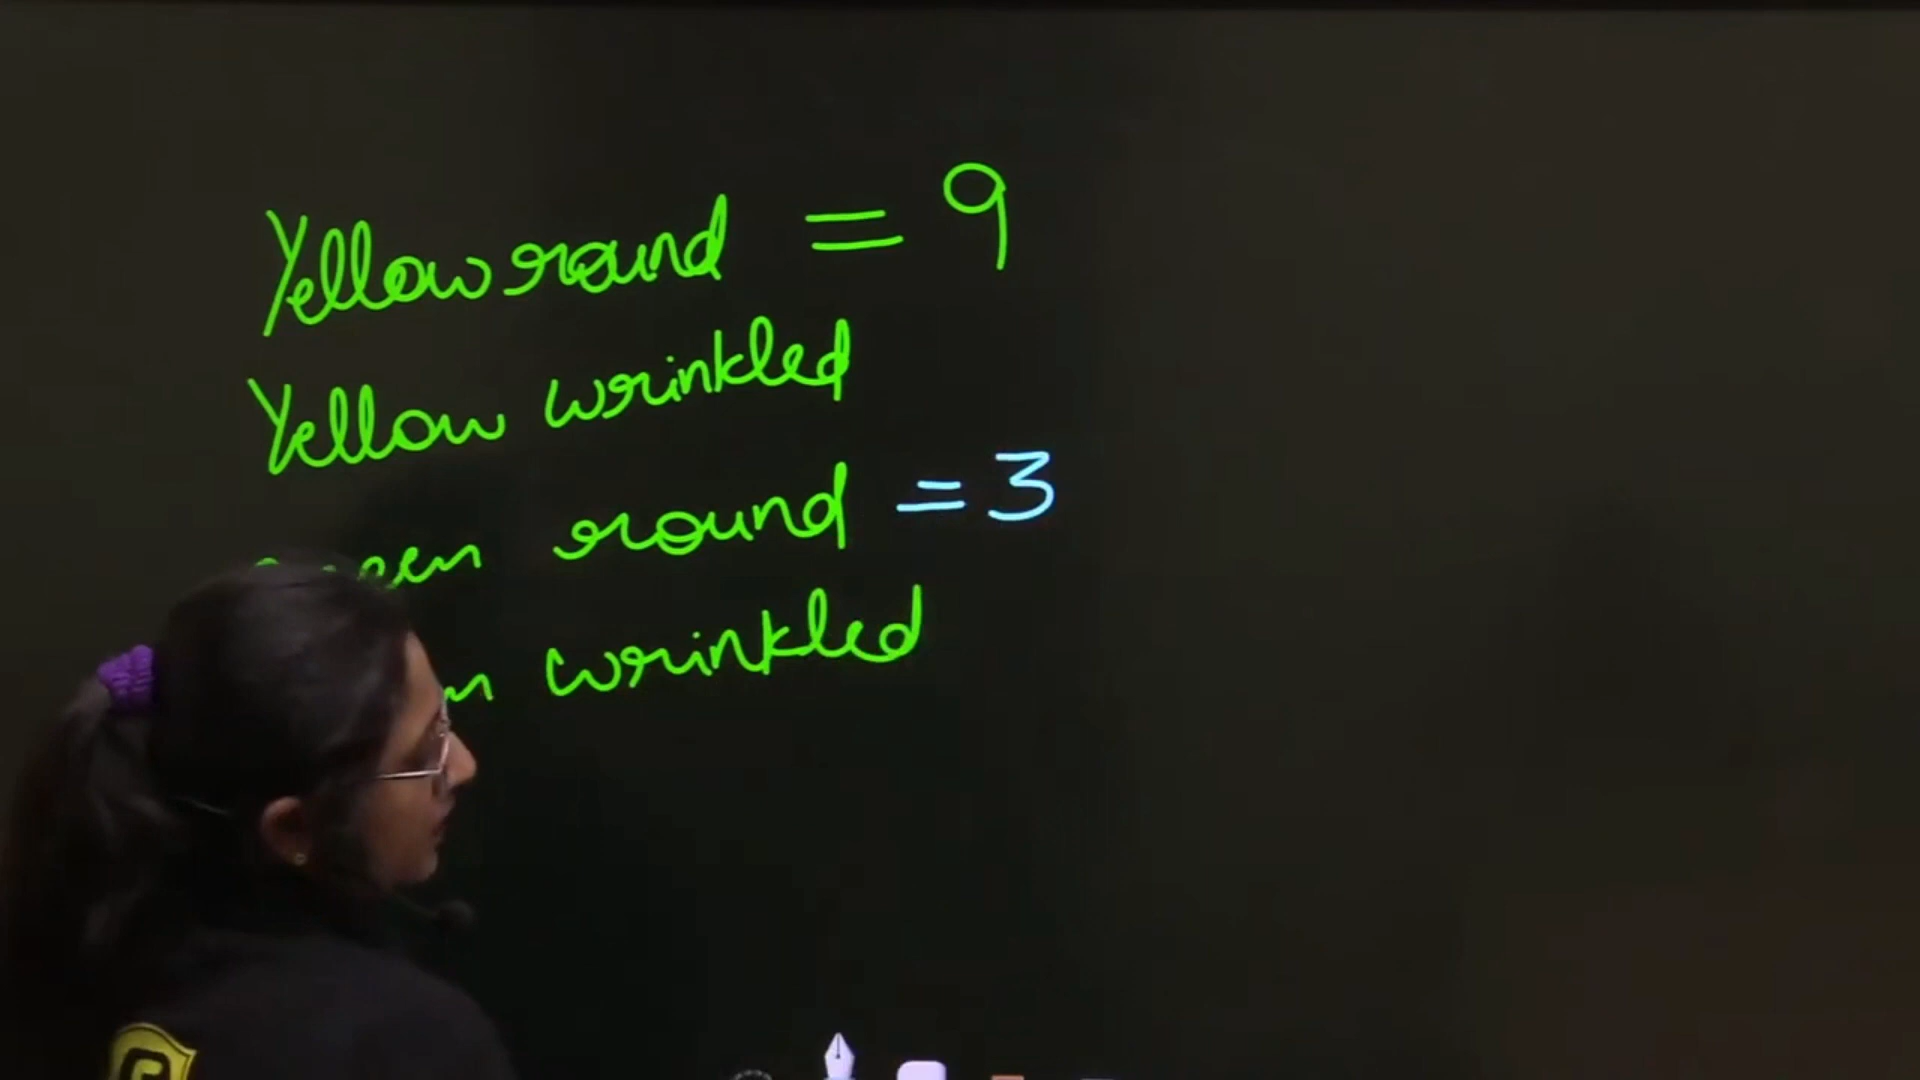 Yellow round = 9
Yellow wrinkled
round = 3
wrinkled